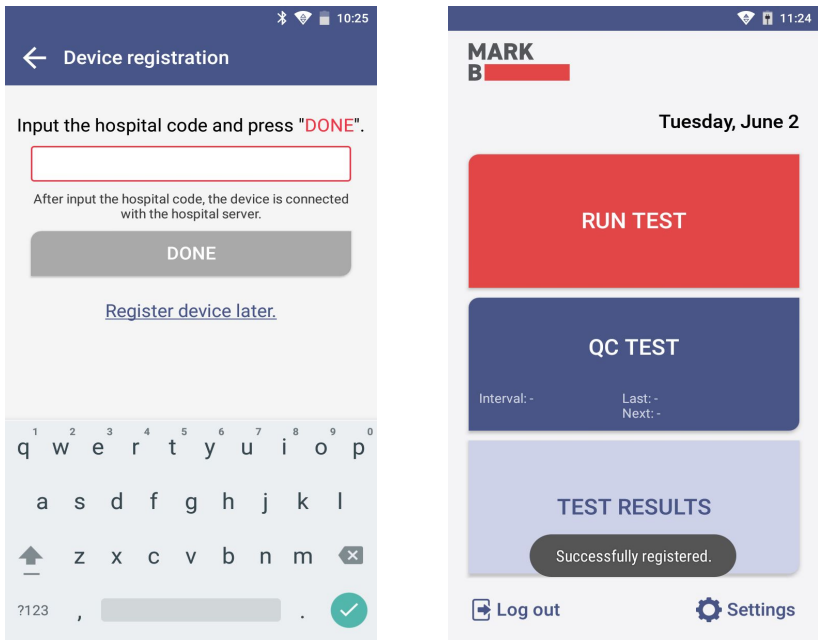 10:25
Device registration
Input the hospital code and press "DONE".
After input the hospital code, the device is connected
with the hospital server.
DONE
Register device later.
1 2 3 4 5 6 7 8 9 0
q w e r t y u i o p
a s d f g h j k l
z x c v b n m
?123 , .
11:24
MARK
B
Tuesday, June 2
RUN TEST
QC TEST
Interval: - Last: -
Next: -
TEST RESULTS
Successfully registered.
Log out Settings